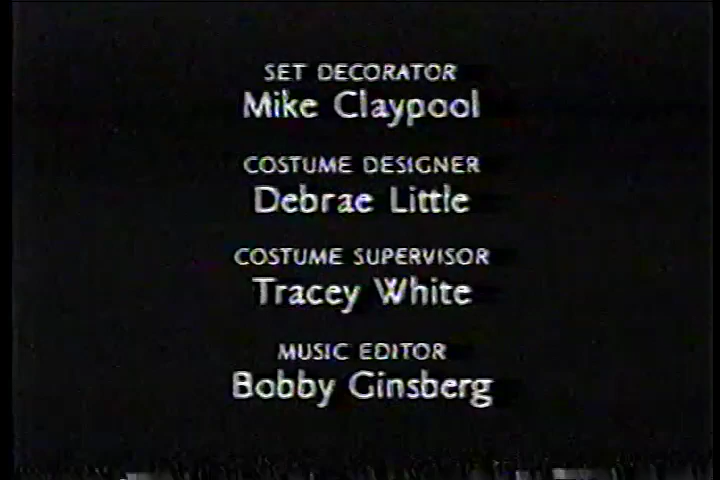 SET DECORATOR
Mike Claypool
COSTUME DESIGNER
Debrae Little
COSTUME SUPERVISOR
Tracey White
MUSIC EDITOR
Bobby Ginsberg